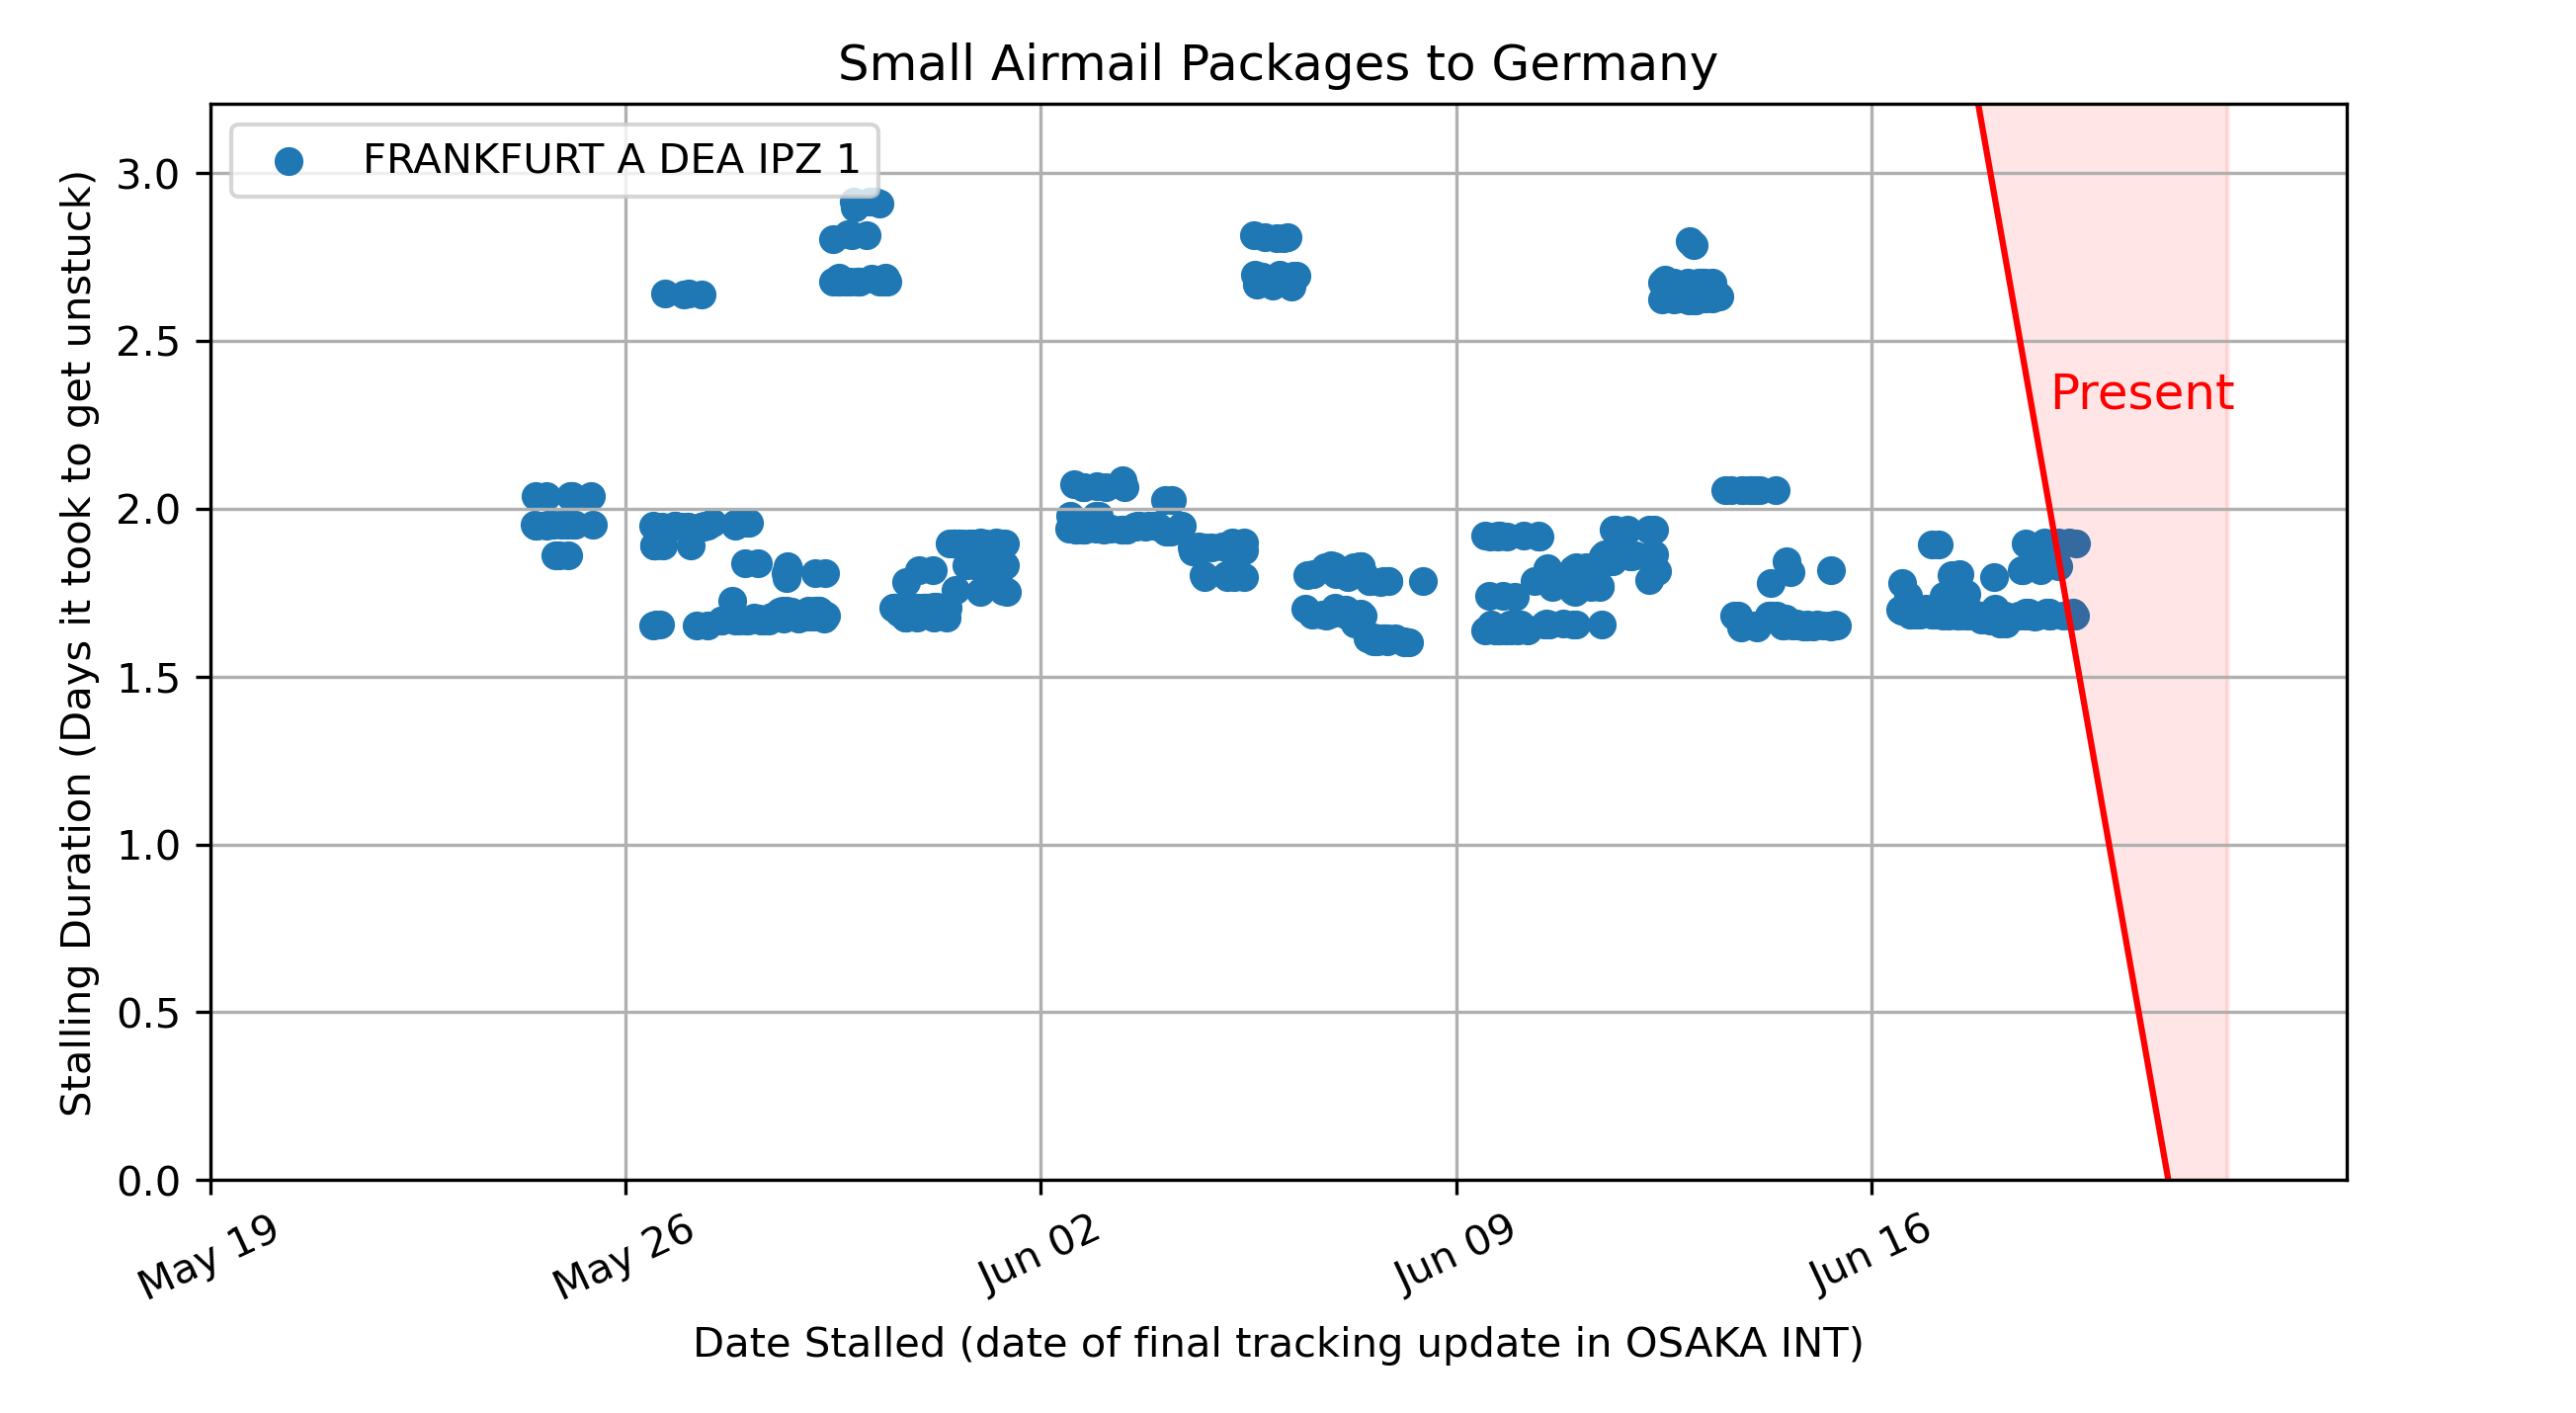 Small Airmail Packages to Germany
FRANKFURT A DEA IPZ 1
Stalling Duration (Days it took to get unstuck)
3.0
2.5
2.0
1.5
1.0
0.5
0.0
Present
May 19
May 26
Jun 02
Jun 09
Jun 16
Date Stalled (date of final tracking update in OSAKA INT)